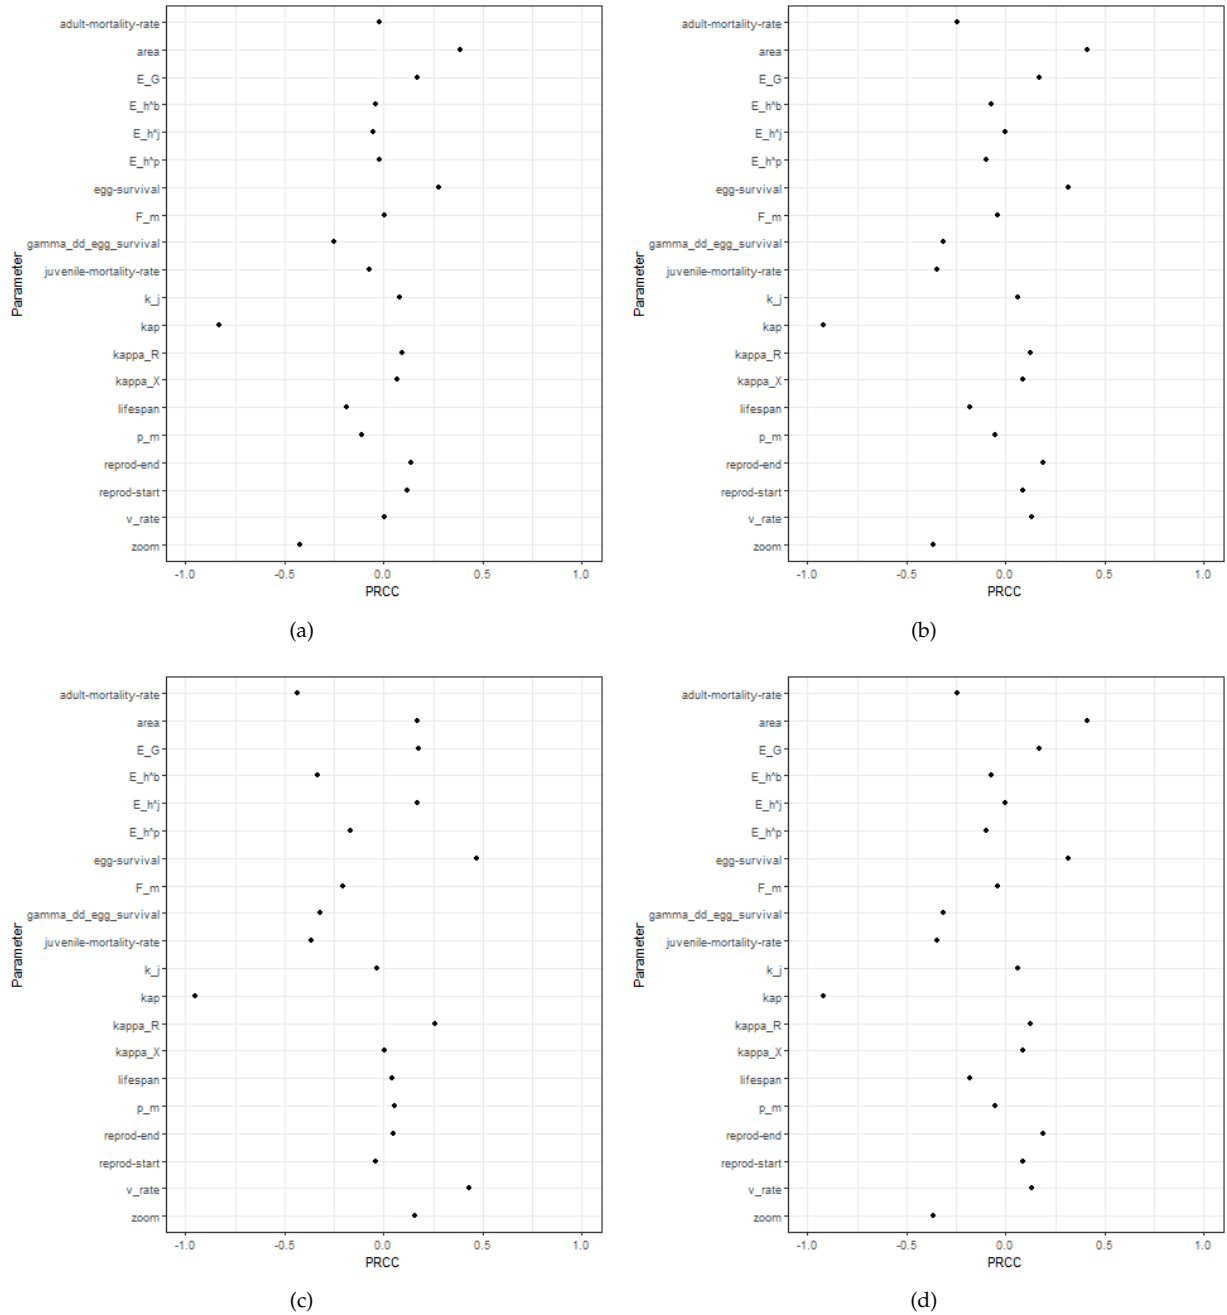 adult-mortality-rate
area
E_G
E_h^b
E_h^j
E_h^p
egg-survival
F_m
gamma_dd_egg_survival
juvenile-mortality-rate
k_j
kap
kappa_R
kappa_X
lifespan
p_m
reprod-end
reprod-start
v_rate
zoom
Parameter
-1.0 -0.5 0.0 0.5 1.0
PRCC
(a)
adult-mortality-rate
area
E_G
E_h^b
E_h^j
E_h^p
egg-survival
F_m
gamma_dd_egg_survival
juvenile-mortality-rate
k_j
kap
kappa_R
kappa_X
lifespan
p_m
reprod-end
reprod-start
v_rate
zoom
Parameter
-1.0 -0.5 0.0 0.5 1.0
PRCC
(b)
adult-mortality-rate
area
E_G
E_h^b
E_h^j
E_h^p
egg-survival
F_m
gamma_dd_egg_survival
juvenile-mortality-rate
k_j
kap
kappa_R
kappa_X
lifespan
p_m
reprod-end
reprod-start
v_rate
zoom
Parameter
-1.0 -0.5 0.0 0.5 1.0
PRCC
(c)
adult-mortality-rate
area
E_G
E_h^b
E_h^j
E_h^p
egg-survival
F_m
gamma_dd_egg_survival
juvenile-mortality-rate
k_j
kap
kappa_R
kappa_X
lifespan
p_m
reprod-end
reprod-start
v_rate
zoom
Parameter
-1.0 -0.5 0.0 0.5 1.0
PRCC
(d)